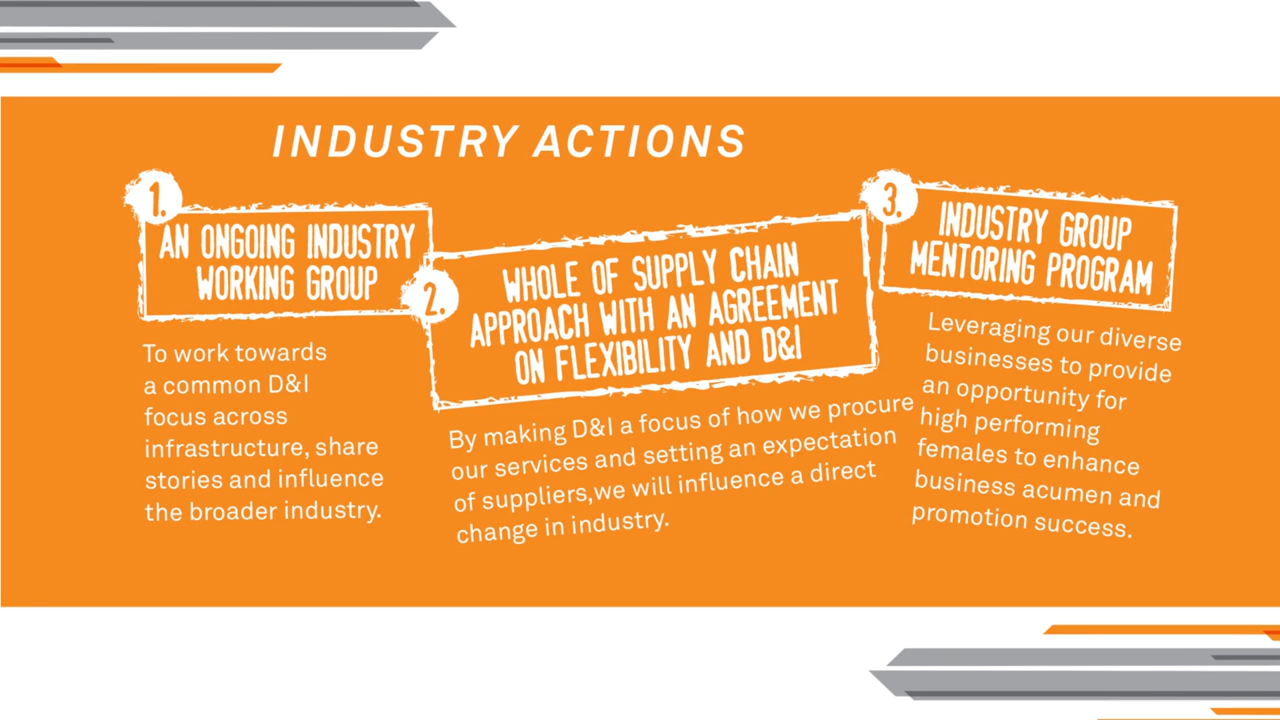 INDUSTRY ACTIONS
1.
AN ONGOING INDUSTRY
WORKING GROUP
To work towards
a common D&I
focus across
infrastructure, share
stories and influence
the broader industry.
2.
WHOLE OF SUPPLY CHAIN
APPROACH WITH AN AGREEMENT
ON FLEXIBILITY AND D&I
By making D&I a focus of how we procure
our services and setting an expectation
of suppliers,we will influence a direct
change in industry.
3.
INDUSTRY GROUP
MENTORING PROGRAM
Leveraging our diverse
businesses to provide
an opportunity for
high performing
females to enhance
business acumen and
promotion success.